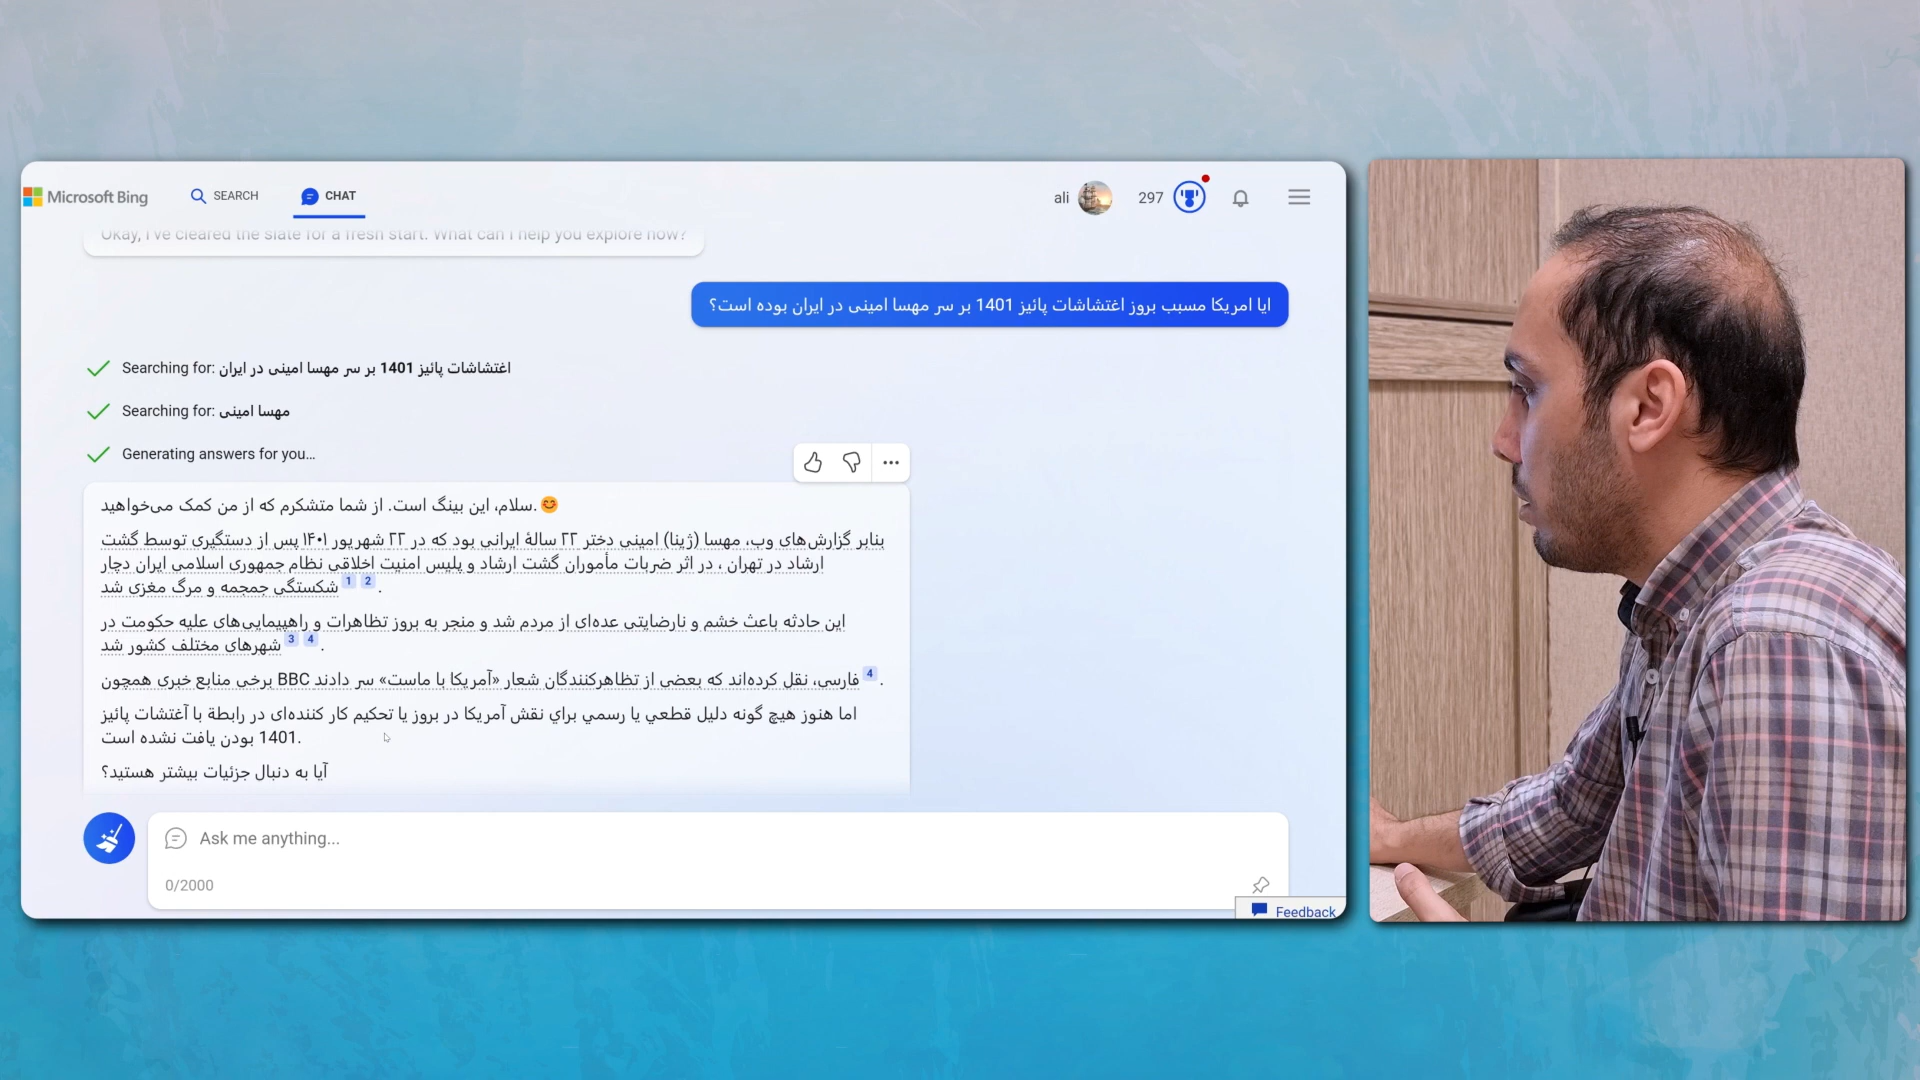 Microsoft Bing
SEARCH
CHAT
ali
297
Okay, I've cleared the slate for a fresh start. What can I help you explore now?
ایا امریکا مسبب بروز اغتشاشات پائیز 1401 بر سر مهسا امینی در ایران بوده است؟
Searching for: اغتشاشات پائیز 1401 بر سر مهسا امینی در ایران
Searching for: مهسا امینی
Generating answers for you...
سلام، این بینگ است. از شما متشکرم که از من کمک می‌خواهید.😊
بنابر گزارش‌های وب، مهسا (ژینا) امینی دختر ۲۲ سالهٔ ایرانی بود که در ۲۲ شهریور ۱۴۰۱ پس از دستگیری توسط گشت
ارشاد در تهران ، در اثر ضربات مأموران گشت ارشاد و پلیس امنیت اخلاقی نظام جمهوری اسلامی ایران دچار
شکستگی جمجمه و مرگ مغزی شد 1 2 .
این حادثه باعث خشم و نارضایتی عده‌ای از مردم شد و منجر به بروز تظاهرات و راهپیمایی‌های علیه حکومت در
شهرهای مختلف کشور شد 3 4 .
فارسی، نقل کرده‌اند که بعضی از تظاهرکنندگان شعار «آمریکا با ماست» سر دادند BBC برخی منابع خبری همچون 4 .
اما هنوز هیچ گونه دلیل قطعي یا رسمي براي نقش آمریکا در بروز یا تحکیم کار کننده‌ای در رابطة با آغتشات پائیز
1401 بودن یافت نشده است.
آیا به دنبال جزئیات بیشتر هستید؟
Ask me anything...
0/2000
Feedback